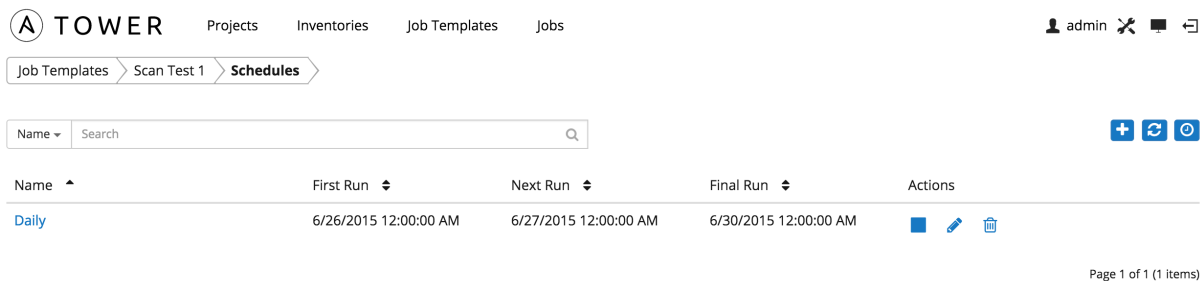 A TOWER Projects Inventories Job Templates Jobs admin
Job Templates Scan Test 1 Schedules
Name Search
Name First Run Next Run Final Run Actions
Daily 6/26/2015 12:00:00 AM 6/27/2015 12:00:00 AM 6/30/2015 12:00:00 AM
Page 1 of 1 (1 items)